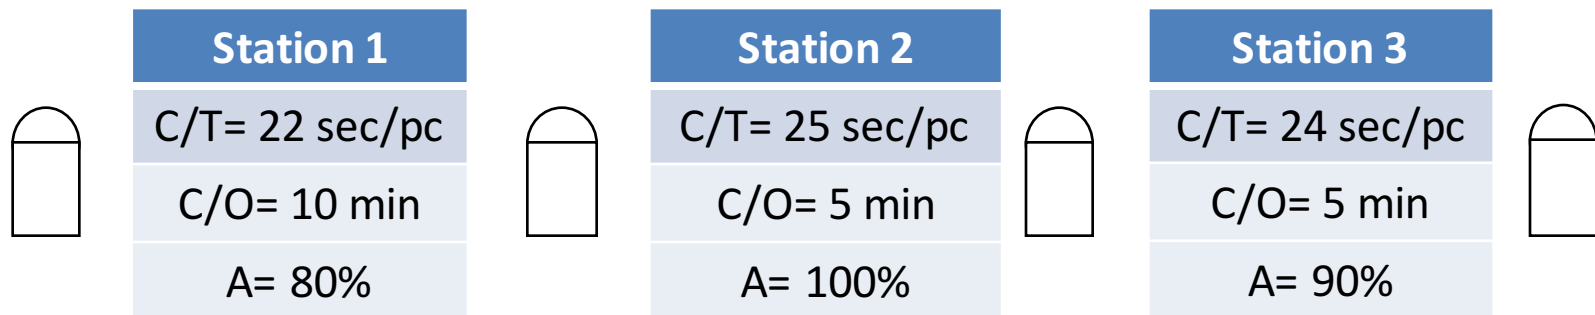 Station 1
C/T= 22 sec/pc
C/O= 10 min
A= 80%
Station 2
C/T= 25 sec/pc
C/O= 5 min
A= 100%
Station 3
C/T= 24 sec/pc
C/O= 5 min
A= 90%